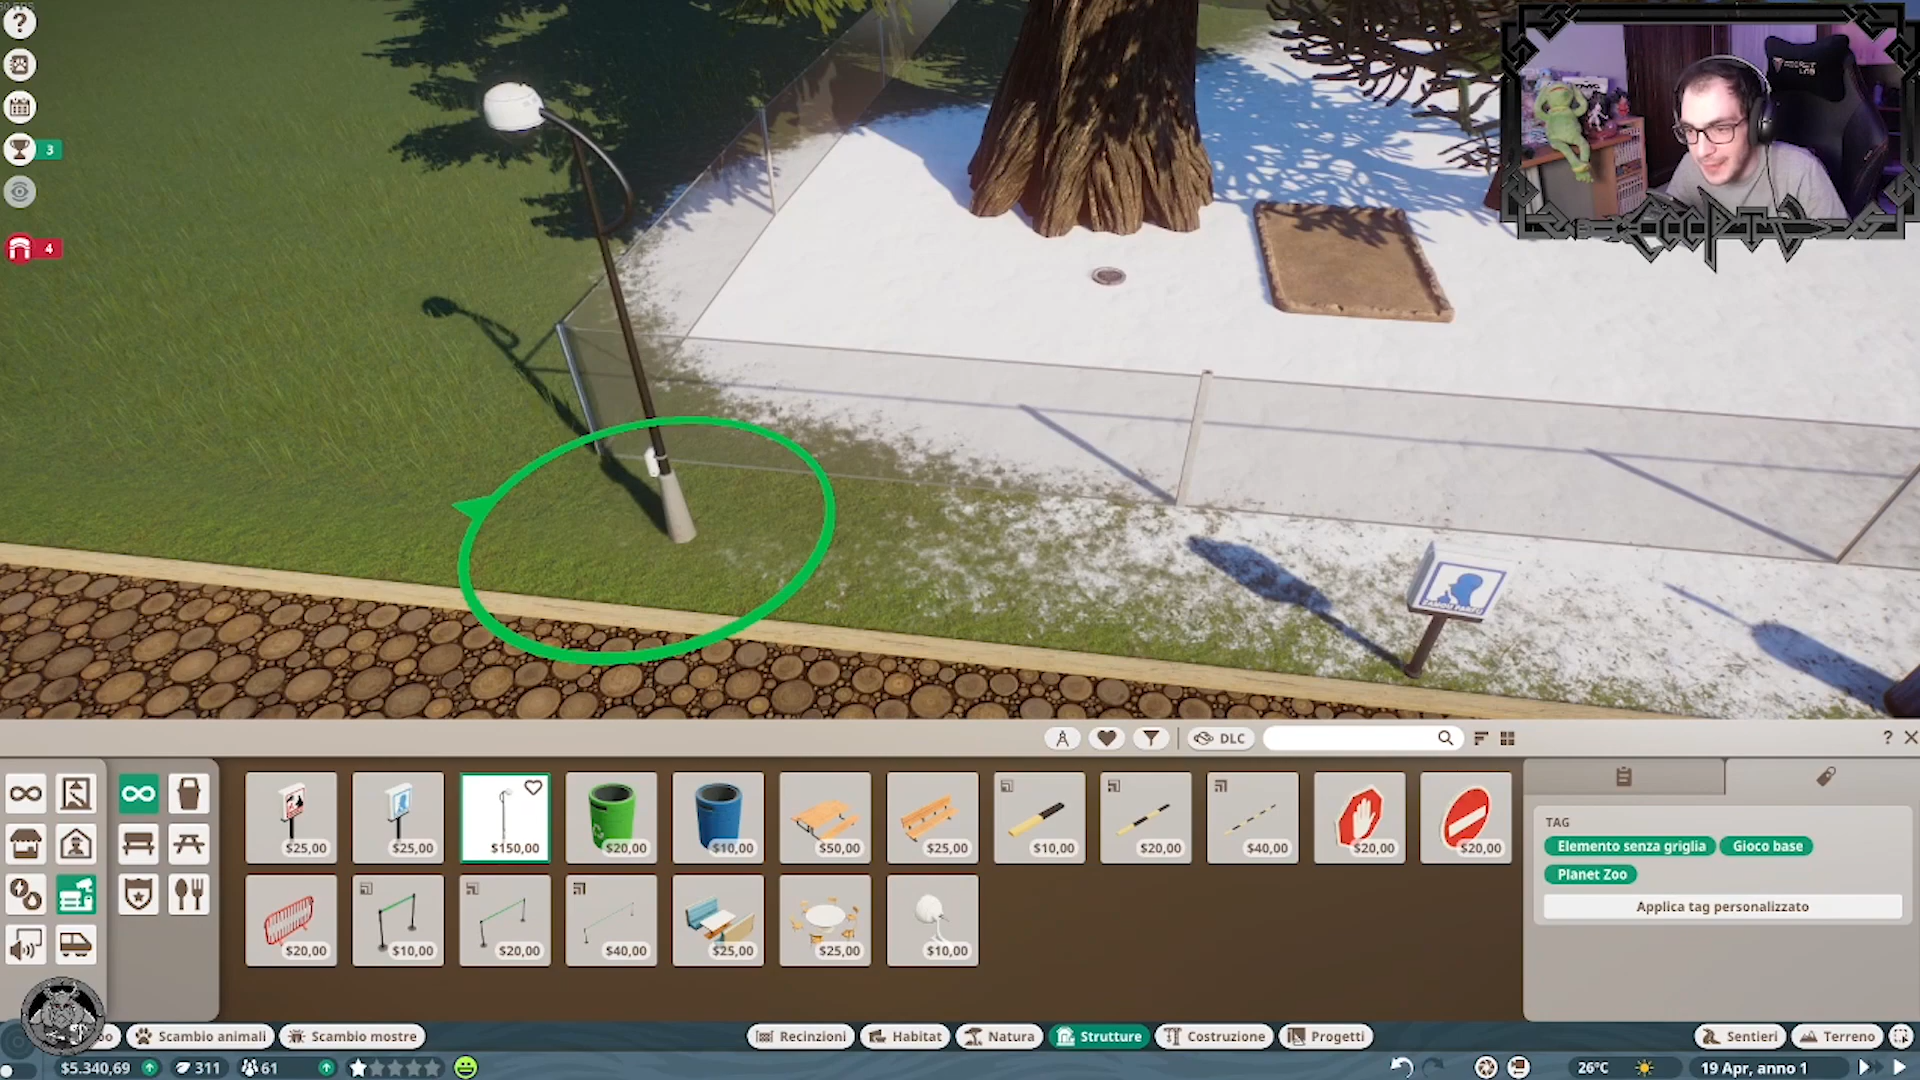 ?
3
4
DLC
? X
$25,00 $25,00 $150,00 $20,00 $10,00 $50,00 $25,00 $10,00 $20,00 $40,00 $20,00 $20,00
$20,00 $10,00 $20,00 $40,00 $25,00 $25,00 $10,00
TAG
Elemento senza griglia Gioco base
Planet Zoo
Applica tag personalizzato
Scambio animali Scambio mostre Recinzioni Habitat Natura Strutture Costruzione Progetti Sentieri Terreno
$5.340,69 311 61 26°C 19 Apr, anno 1